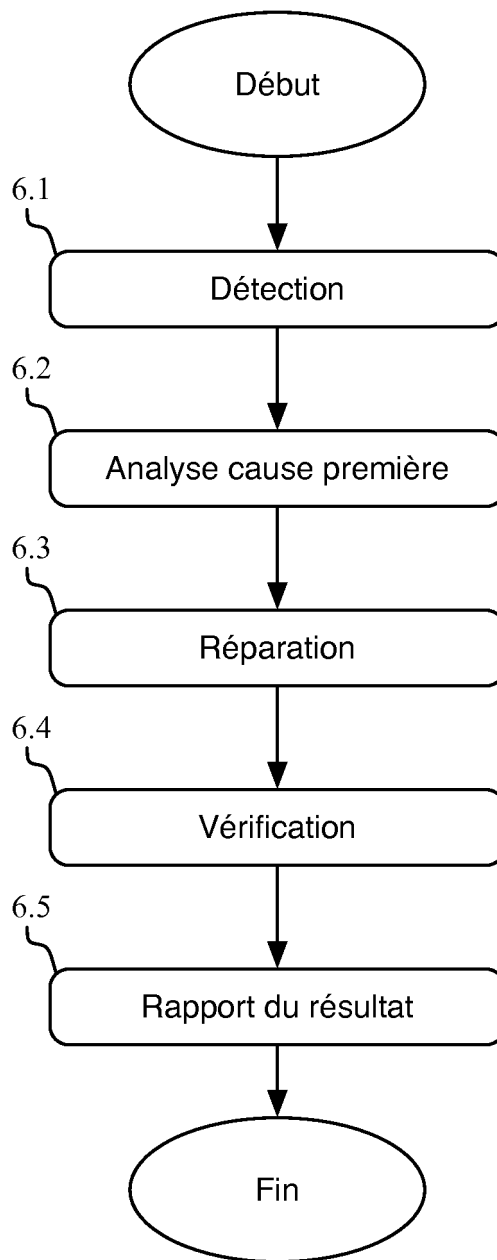 Début
6.1
Détection
6.2
Analyse cause première
6.3
Réparation
6.4
Vérification
6.5
Rapport du résultat
Fin